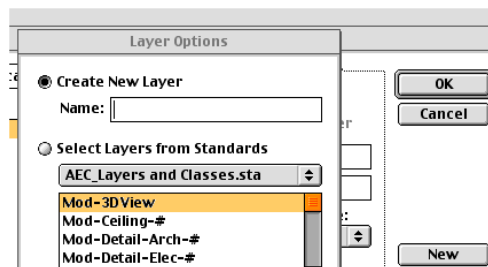 Layer Options
Create New Layer
Name:
OK
Cancel
Select Layers from Standards
AEC_Layers and Classes.sta
Mod-3DView
Mod-Ceiling-#
Mod-Detail-Arch-#
Mod-Detail-Elec-#
New